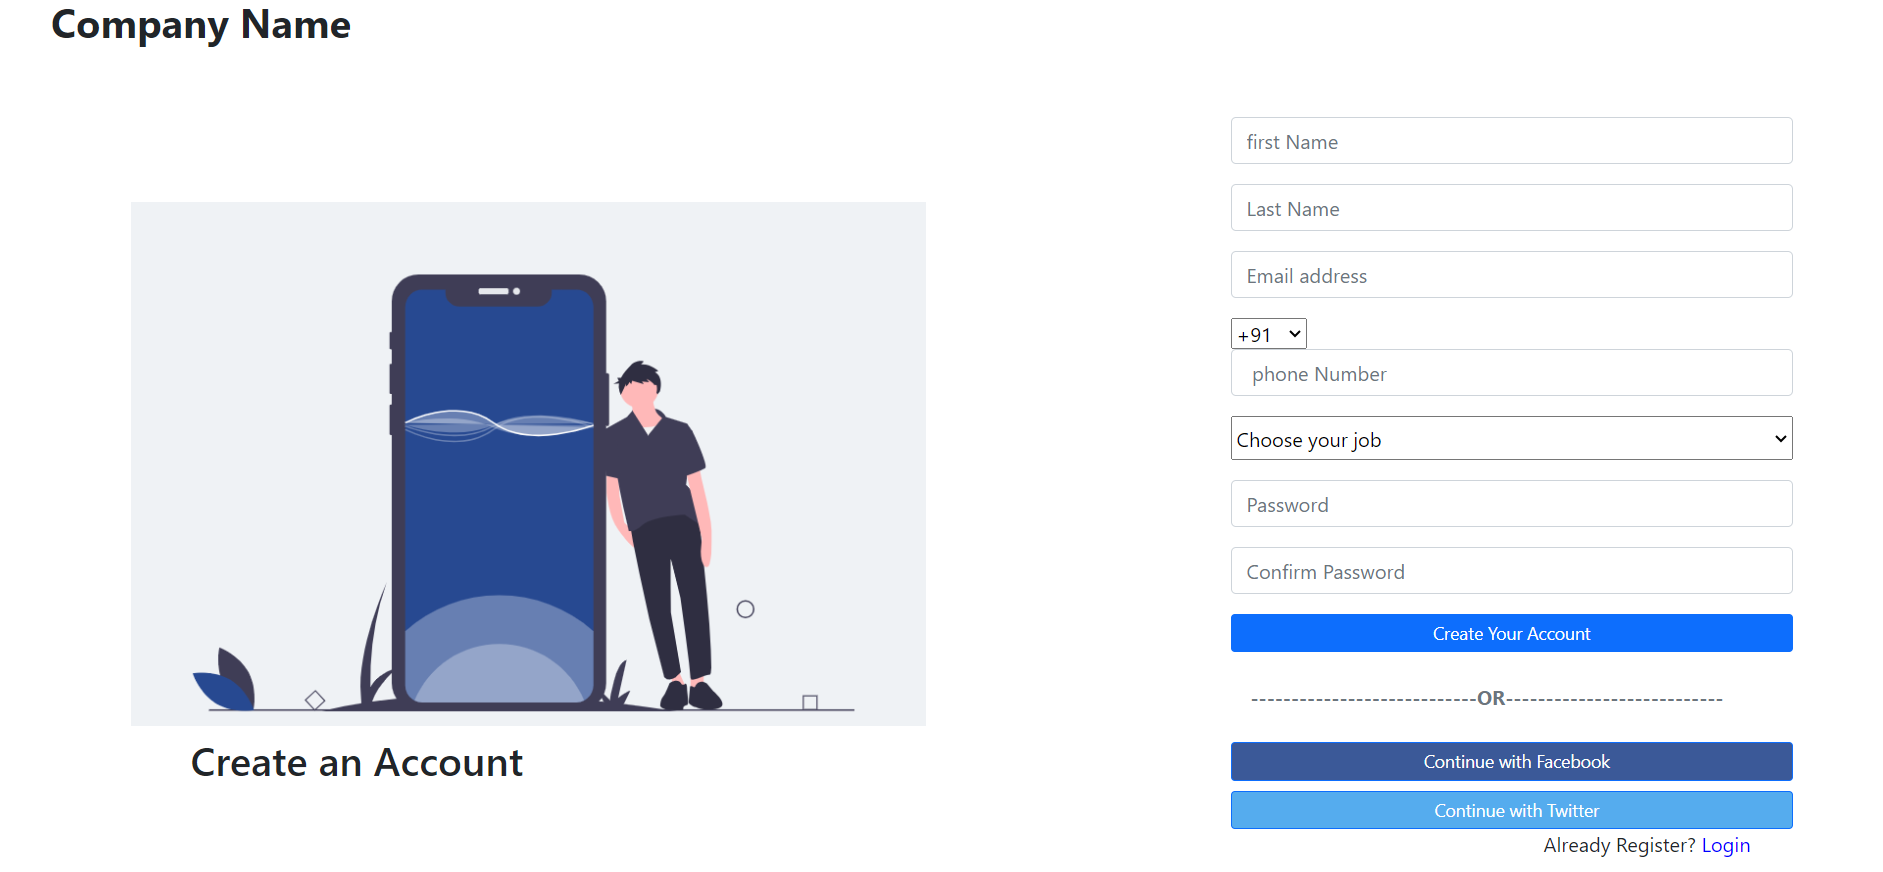 Company Name
first Name
Last Name
Email address
+91
phone Number
Choose your job
Password
Confirm Password
Create Your Account
----------------------------OR---------------------------
Create an Account
Continue with Facebook
Continue with Twitter
Already Register? Login